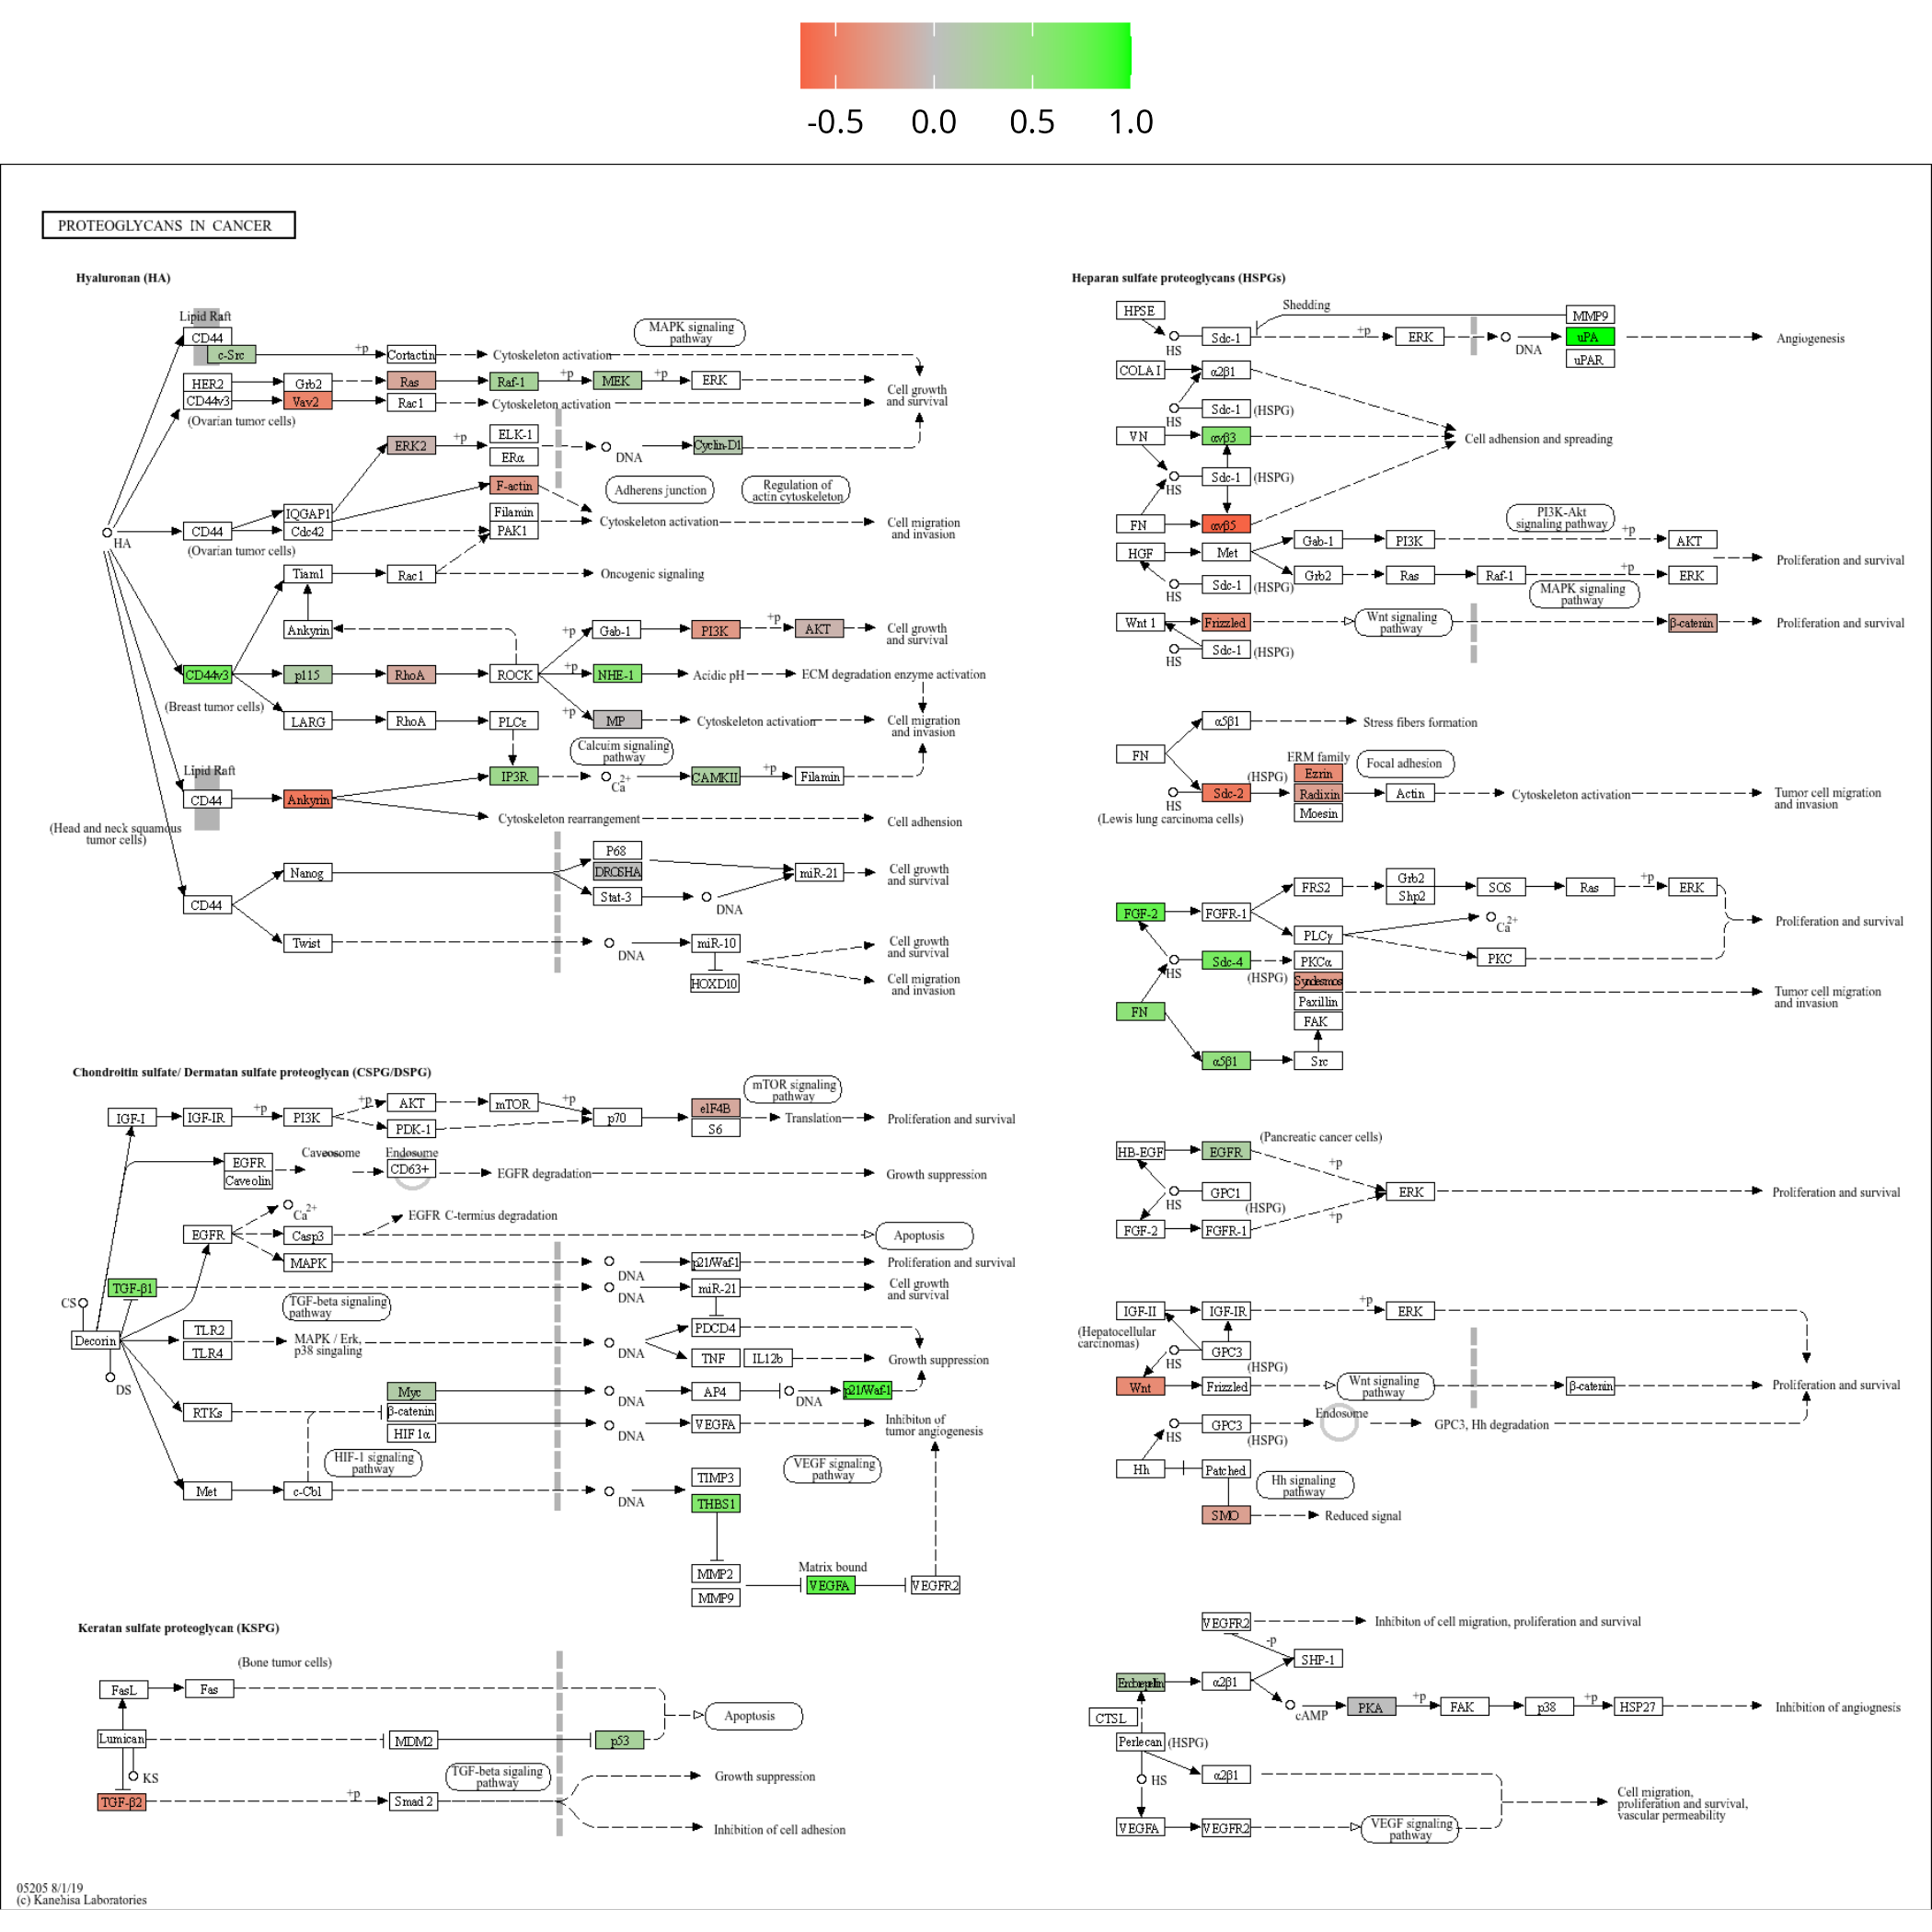 -0.5 0.0 0.5 1.0
PROTEOGLYCANS IN CANCER
Hyaluronan (HA)
Lipid Raft
CD44
c-Src
+p
Cortactin
Cytoskeleton activation
MAPK signaling
pathway
HER2
Grb2
Ras
Raf-1
+p
MEK
+p
ERK
Cell growth
and survival
CD44v3
Vav2
Rac1
Cytoskeleton activation
(Ovarian tumor cells)
ERK2
+p
ELK-1
ERα
DNA
Cyclin-D1
F-actin
Adherens junction
Regulation of
actin cytoskeleton
HA
CD44
IQGAP1
Cdc42
Filamin
PAK1
Cytoskeleton activation
Cell migration
and invasion
(Ovarian tumor cells)
Tiam1
Rac1
Oncogenic signaling
Ankyrin
+p
Gab-1
PI3K
+p
AKT
Cell growth
and survival
CD44v3
p115
RhoA
ROCK
+p
NHE-1
Acidic pH
ECM degradation enzyme activation
(Breast tumor cells)
LARG
RhoA
PLCε
+p
MP
Cytoskeleton activation
Cell migration
and invasion
Calcuim signaling
pathway
Lipid Raft
IP3R
Ca2+
CAMKII
+p
Filamin
CD44
Ankyrin
Cytoskeleton rearrangement
Cell adhesion
(Head and neck squamous
tumor cells)
P68
DROSHA
Stat-3
Nanog
DNA
miR-21
Cell growth
and survival
CD44
Twist
DNA
miR-10
HOXD10
Cell growth
and survival
Cell migration
and invasion
Chondroitin sulfate/ Dermatan sulfate proteoglycan (CSPG/DSPG)
IGF-I
IGF-IR
+p
PI3K
+p
AKT
PDK-1
mTOR
+p
p70
eIF4B
S6
mTOR signaling
pathway
Translation
Proliferation and survival
EGFR
Caveolin
Endosome
CD63+
EGFR degradation
Growth suppression
EGFR
Ca2+
Casp3
MAPK
EGFR C-termius degradation
Apoptosis
DNA
p21/Waf-1
Proliferation and survival
TGF-β1
DNA
miR-21
Cell growth
and survival
TGF-beta signaling
pathway
CS
Decorin
DS
TLR2
TLR4
MAPK / Erk,
p38 singaling
DNA
PDCD4
TNF
IL12b
Growth suppression
RTKs
Myc
β-catenin
HIF1α
DNA
AP4
DNA
p21/Waf-1
DNA
VEGFA
Inhibiton of
tumor angiogenesis
HIF-1 signaling
pathway
VEGF signaling
pathway
Met
c-Cbl
DNA
TIMP3
THBS1
MMP2
MMP9
Matrix bound
VEGFA
VEGFR2
Keratan sulfate proteoglycan (KSPG)
(Bone tumor cells)
FasL
Fas
Apoptosis
Lumican
MDM2
p53
KS
TGF-beta sigaling
pathway
TGF-β2
+p
Smad 2
Growth suppression
Inhibition of cell adhesion
05205 8/1/19
(c) Kanehisa Laboratories
Heparan sulfate proteoglycans (HSPGs)
HPSE
HS
Sdc-1
Shedding
+p
ERK
DNA
MMP9
uPA
uPAR
Angiogenesis
COLAI
α2β1
HS
Sdc-1
(HSPG)
VN
αvβ3
Cell adhesion and spreading
HS
Sdc-1
(HSPG)
FN
αvβ5
HGF
Met
Gab-1
PI3K
PI3K-Akt
signaling pathway
+p
AKT
Proliferation and survival
HS
Sdc-1
(HSPG)
Grb2
Ras
Raf-1
+p
ERK
MAPK signaling
pathway
Wnt 1
Frizzled
Wnt signaling
pathway
β-catenin
Proliferation and survival
HS
Sdc-1
(HSPG)
α5β1
Stress fibers formation
FN
ERM family
Ezrin
Radixin
Moesin
Focal adhesion
HS
Sdc-2
(HSPG)
Actin
Cytoskeleton activation
Tumor cell migration
and invasion
(Lewis lung carcinoma cells)
FGF-2
FGFR-1
FRS2
Grb2
Shp2
SOS
Ras
+p
ERK
PLCγ
Ca2+
PKC
Proliferation and survival
HS
Sdc-4
(HSPG)
PKCα
Syndesmos
Paxillin
FAK
Tumor cell migration
and invasion
FN
α5β1
Src
HB-EGF
EGFR
(Pancreatic cancer cells)
+p
HS
GPC1
(HSPG)
ERK
Proliferation and survival
FGF-2
FGFR-1
+p
IGF-II
IGF-IR
+p
ERK
(Hepatocellular
carcinomas)
HS
GPC3
(HSPG)
Wnt
Frizzled
Wnt signaling
pathway
β-catenin
Proliferation and survival
HS
GPC3
(HSPG)
Endosome
GPC3, Hh degradation
Hh
Patched
Hh signaling
pathway
SMO
Reduced signal
VEGFR2
Inhibiton of cell migration, proliferation and survival
-p
SHP-1
Endorepellin
α2β1
cAMP
PKA
+p
FAK
p38
+p
HSP27
Inhibition of angiognesis
CTSL
Perlecan
(HSPG)
α2β1
HS
VEGFA
VEGFR2
VEGF signaling
pathway
Cell migration,
proliferation and survival,
vascular permeability